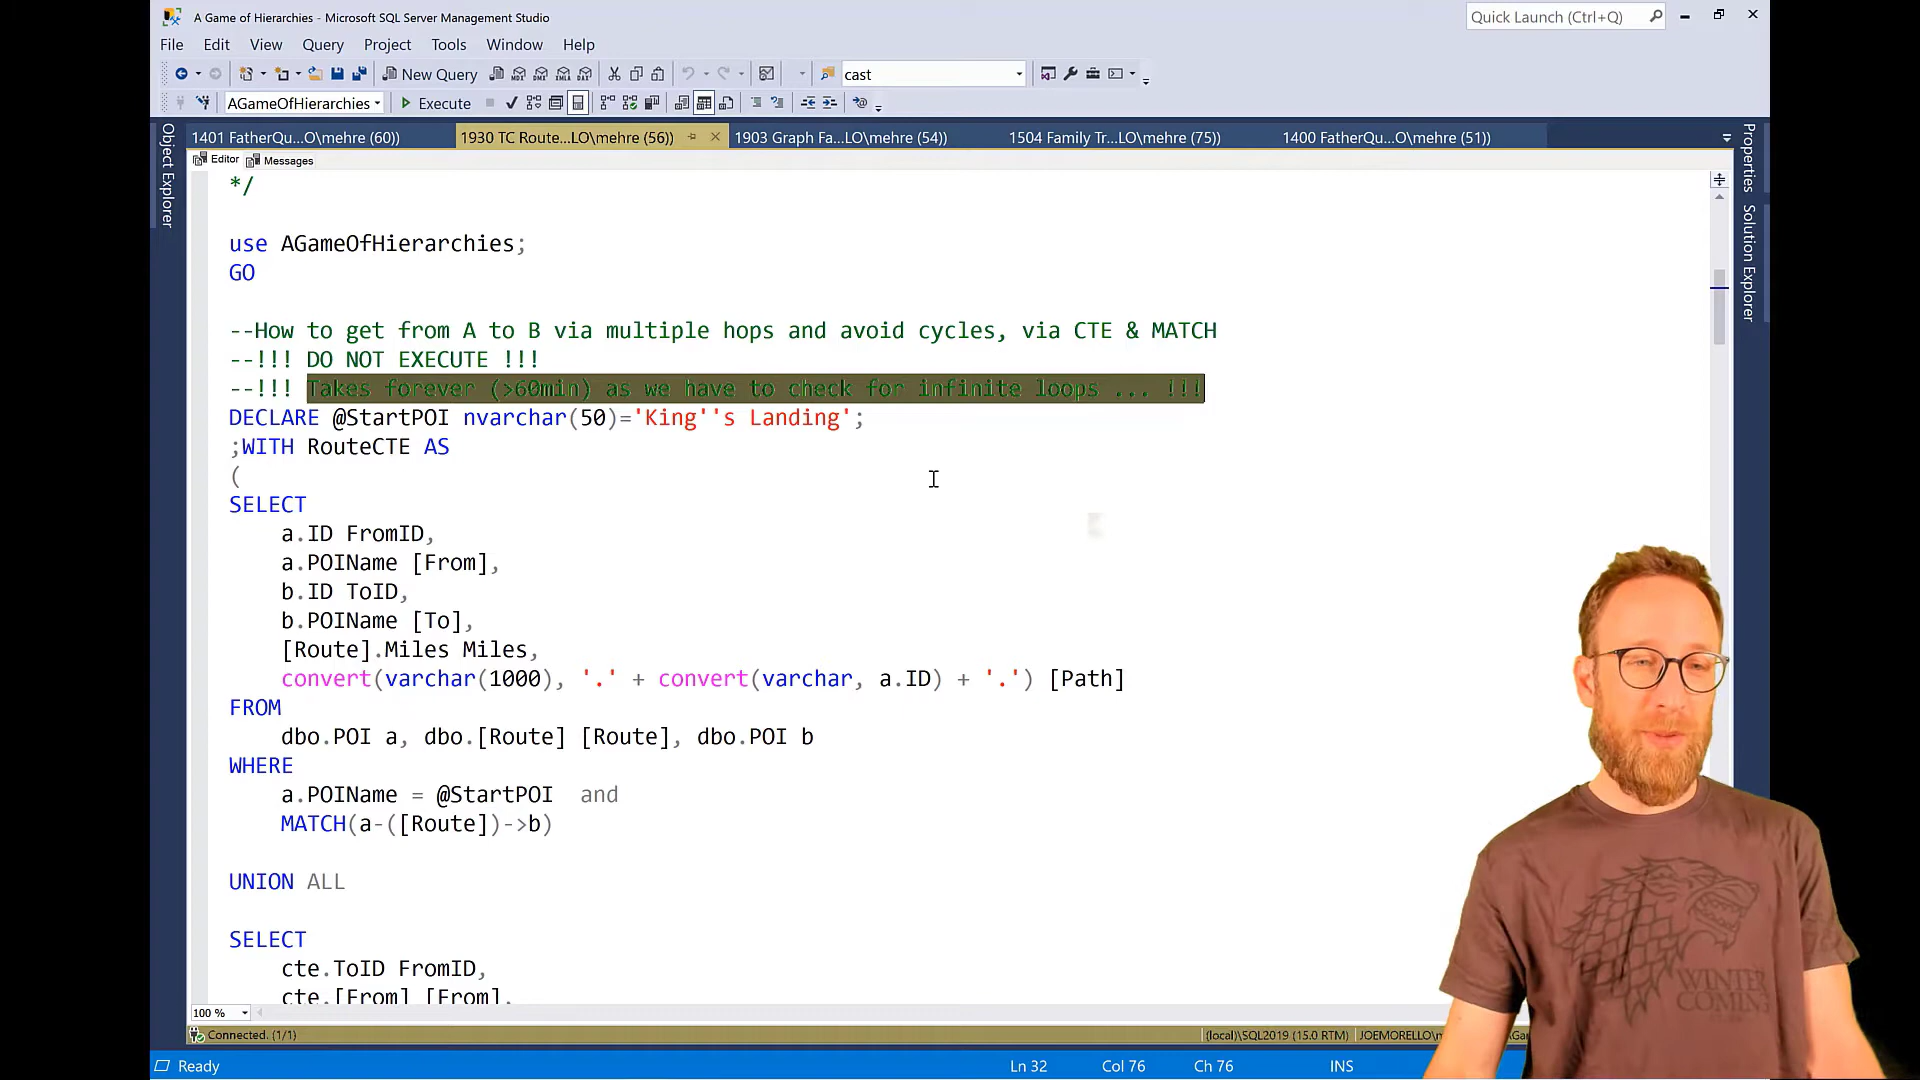 A Game of Hierarchies - Microsoft SQL Server Management Studio
Quick Launch (Ctrl+Q)
File Edit View Query Project Tools Window Help
New Query
cast
AGameOfHierarchies
Execute
1401 FatherQu...O\mehre (60))
1930 TC Route...LO\mehre (56))
1903 Graph Fa...LO\mehre (54))
1504 Family Tr...LO\mehre (75))
1400 FatherQu...O\mehre (51))
Object Explorer
Properties
Solution Explorer
Editor
Messages
*/
use AGameOfHierarchies;
GO
--How to get from A to B via multiple hops and avoid cycles, via CTE & MATCH
--!!! DO NOT EXECUTE !!!
--!!! Takes forever (>60min) as we have to check for infinite loops ... !!!
DECLARE @StartPOI nvarchar(50)='King''s Landing';
;WITH RouteCTE AS
(
SELECT
a.ID FromID,
a.POIName [From],
b.ID ToID,
b.POIName [To],
[Route].Miles Miles,
convert(varchar(1000), '.' + convert(varchar, a.ID) + '.') [Path]
FROM
dbo.POI a, dbo.[Route] [Route], dbo.POI b
WHERE
a.POIName = @StartPOI and
MATCH(a-([Route])->b)
UNION ALL
SELECT
cte.ToID FromID,
cte.[From] [From],
100 %
Connected. (1/1)
(local)\SQL2019 (15.0 RTM)
Ready
Ln 32
Col 76
Ch 76
INS
WINTER
COMING